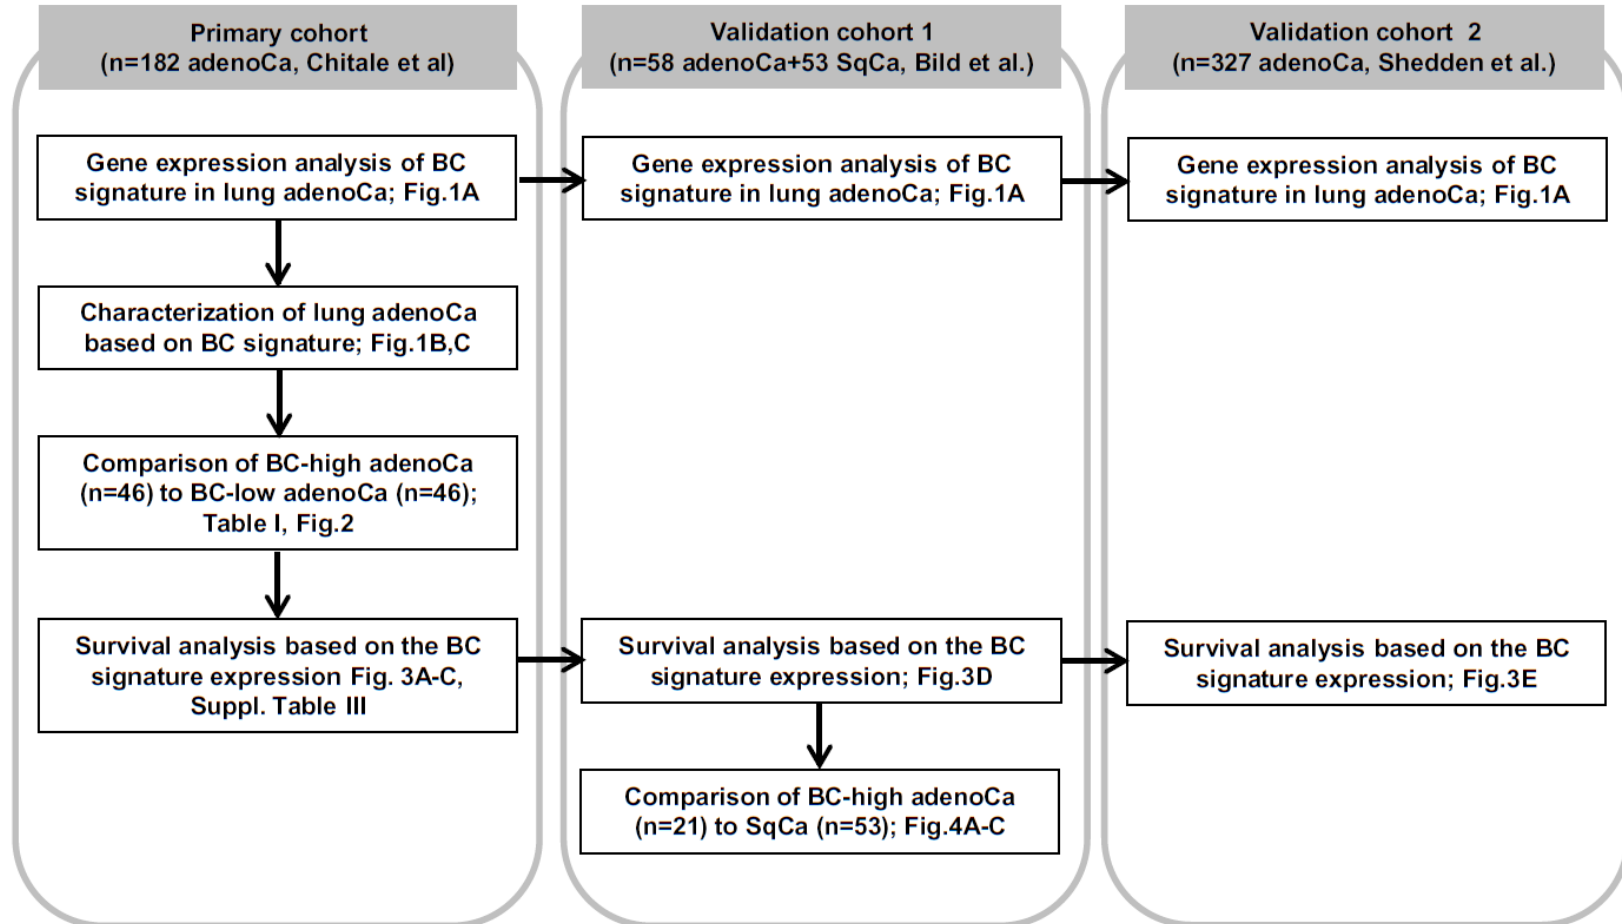 Primary cohort
(n=182 adenoCa, Chitale et al)
Gene expression analysis of BC
signature in lung adenoCa; Fig.1A
Characterization of lung adenoCa
based on BC signature; Fig.1B,C
Comparison of BC-high adenoCa
(n=46) to BC-low adenoCa (n=46);
Table I, Fig.2
Survival analysis based on the BC
signature expression Fig. 3A-C,
Suppl. Table III
Validation cohort 1
(n=58 adenoCa+53 SqCa, Bild et al.)
Gene expression analysis of BC
signature in lung adenoCa; Fig.1A
Survival analysis based on the BC
signature expression; Fig.3D
Comparison of BC-high adenoCa
(n=21) to SqCa (n=53); Fig.4A-C
Validation cohort 2
(n=327 adenoCa, Shedden et al.)
Gene expression analysis of BC
signature in lung adenoCa; Fig.1A
Survival analysis based on the BC
signature expression; Fig.3E